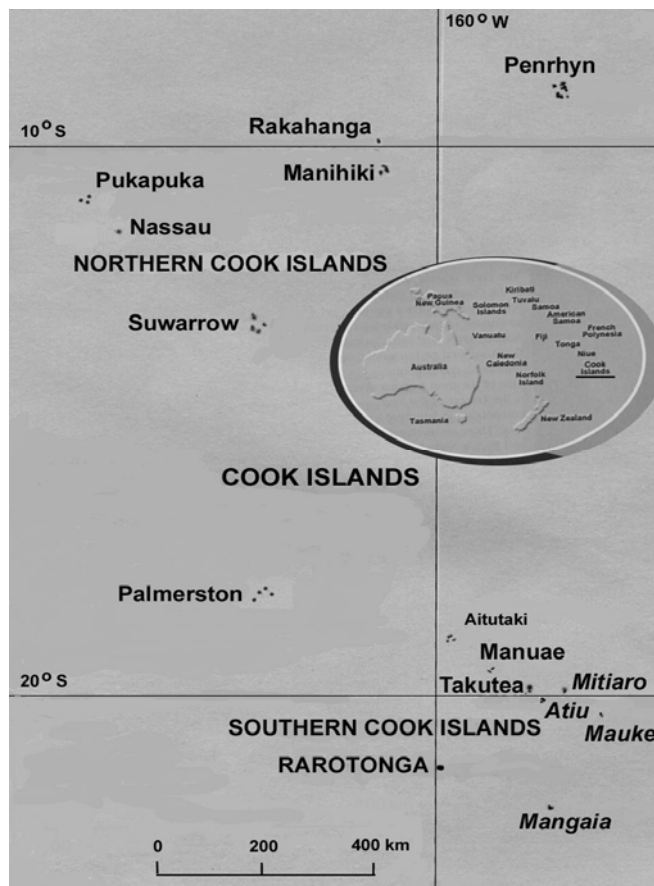 160° W
Penrhyn
10° S
Rakahanga
Manihiki
Pukapuka
Nassau
NORTHERN COOK ISLANDS
Suwarrow
Kiribati
Papua
New Guinea
Solomon
Islands
Tuvalu
Samoa
American
Samoa
French
Polynesia
Vanuatu
Fiji
Tonga
Niue
New
Caledonia
Cook
Islands
Australia
Norfolk
Island
Tasmania
New Zealand
COOK ISLANDS
Palmerston
Aitutaki
Manuae
Takutea
Mitiaro
20° S
Atiu
SOUTHERN COOK ISLANDS
Mauke
RAROTONGA
Mangaia
0 200 400 km